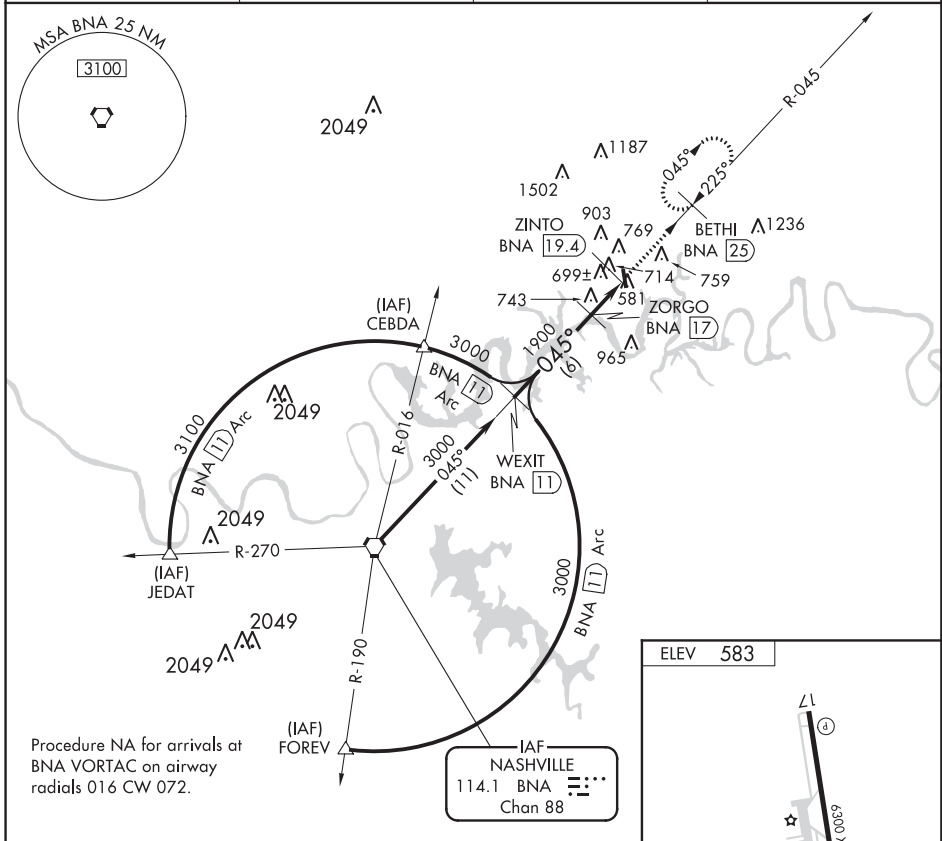 MSA BNA 25 NM
3100
2049
1187
1502
R-045
045°
225°
903
769
ZINTO
BNA 19.4
BETHI
BNA 25
1236
699±
714
759
743
581
ZORGO
BNA 17
965
(IAF)
CEBDA
3000
BNA 11
Arc
1900
045°
(6)
2049
3100
BNA 11 Arc
R-016
3000
045°
(11)
WEXIT
BNA 11
2049
R-270
(IAF)
JEDAT
3000
BNA 11 Arc
2049
2049
R-190
(IAF)
FOREV
Procedure NA for arrivals at
BNA VORTAC on airway
radials 016 CW 072.
IAF
NASHVILLE
114.1 BNA
Chan 88
ELEV 583
17
P
6300 X